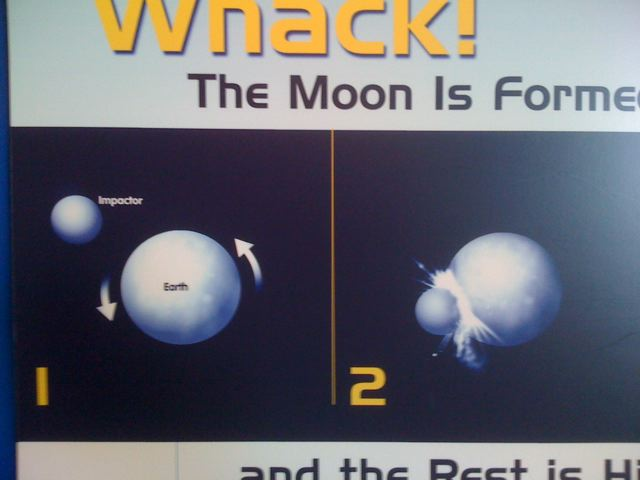 Whack!
The Moon Is Forme
Impactor
Earth
1
2
and the Rest is Hi